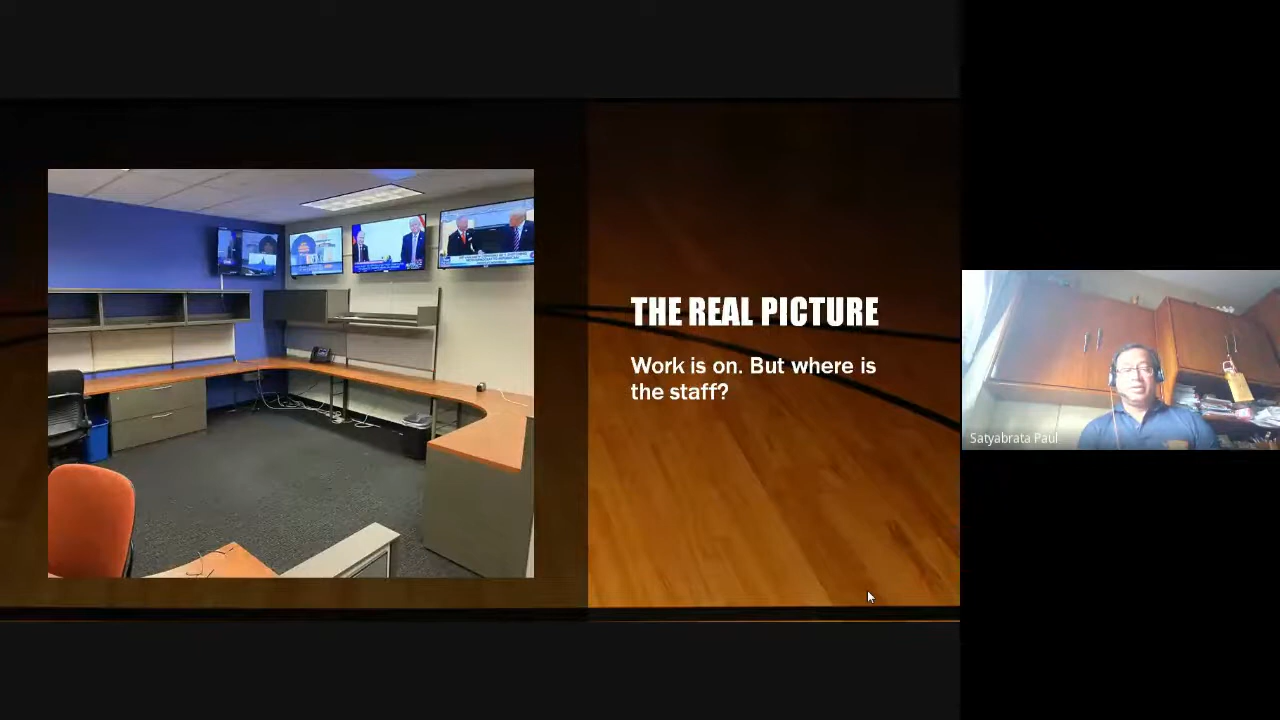 THE REAL PICTURE
Work is on. But where is
the staff?
Satyabrata Paul